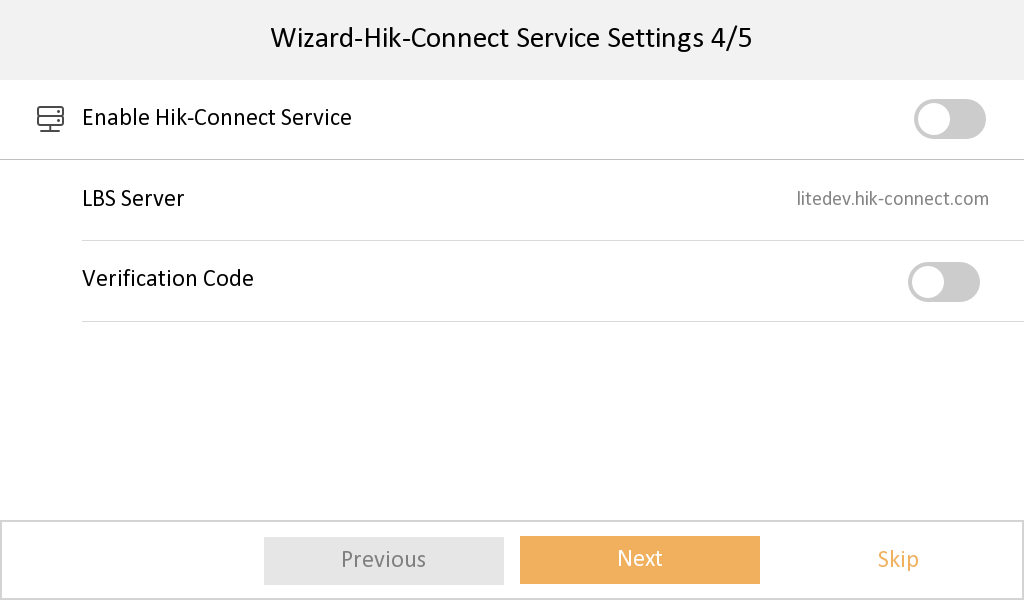 Wizard-Hik-Connect Service Settings 4/5
Enable Hik-Connect Service
LBS Server
litedev.hik-connect.com
Verification Code
Previous
Next
Skip